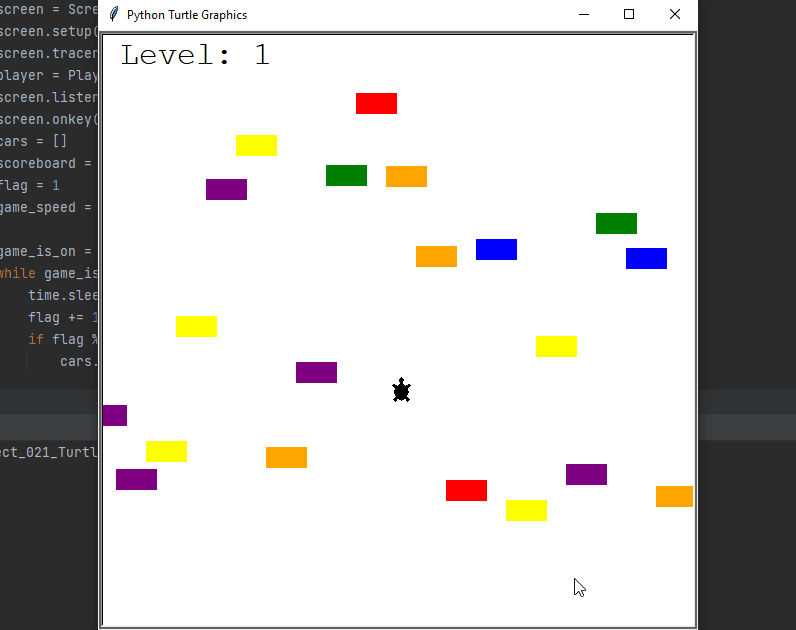 Python Turtle Graphics
Level: 1
screen = Scre
screen.setup(
screen.tracer
player = Play
screen.listen
screen.onkey(
cars = []
scoreboard =
flag = 1
game_speed =
game_is_on =
while game_is
time.slee
flag += 1
if flag %
cars.
ect_021_Turtl